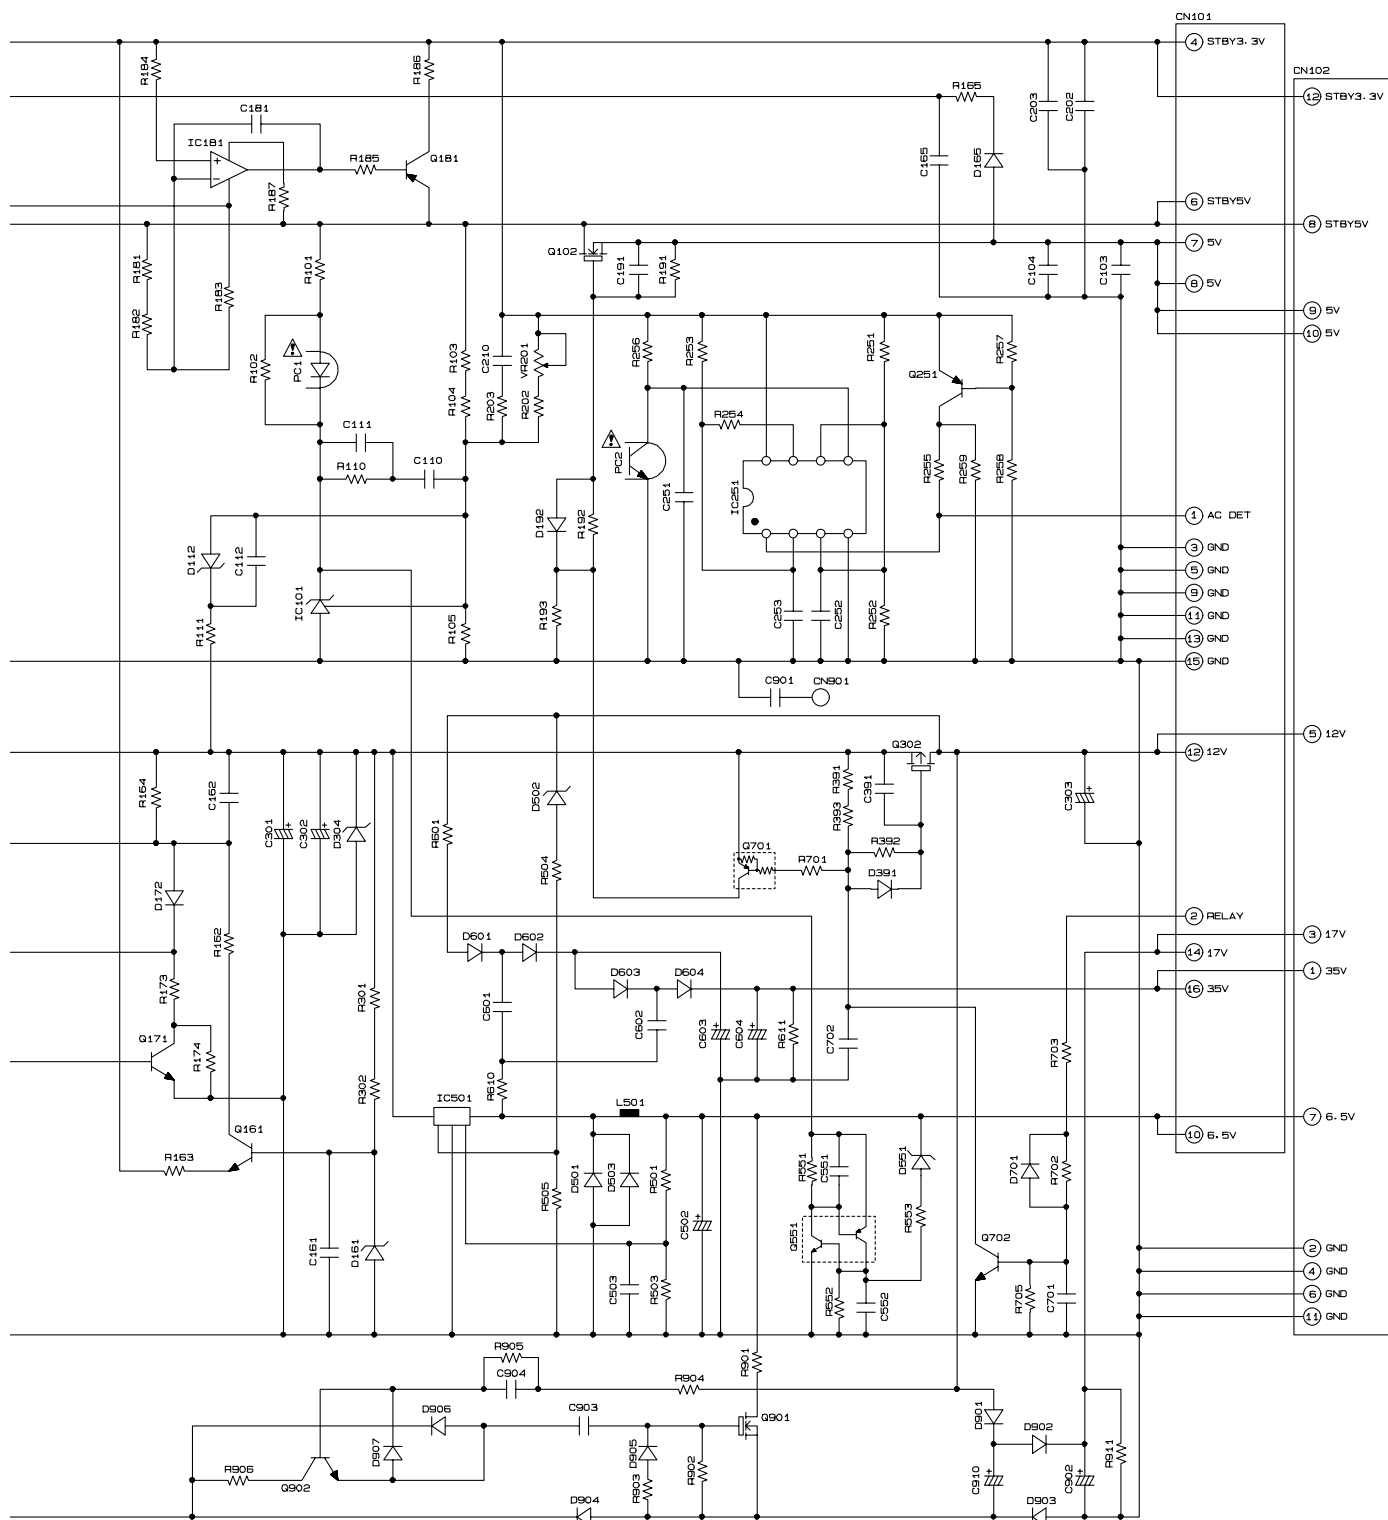 CN101
4 STBY3.3V
CN102
12 STBY3.3V
R184
R186
C181
IC181
R185
Q181
R187
R165
C165
D165
C203
C202
6 STBY5V
8 STBY5V
7 5V
8 5V
9 5V
10 5V
R181
R182
R183
R101
Q102
C191
R191
C104
C103
R102
PC1
R103
R104
C210
R203
VR201
R202
R256
R253
R251
R257
Q251
R254
C111
R110
C110
PC2
C251
IC251
R255
R259
R258
D192
R192
1 AC DET
3 GND
5 GND
9 GND
11 GND
13 GND
15 GND
D112
C112
IC101
R111
R105
R193
C253
C252
R252
C901
CN901
5 12V
12 12V
Q302
R164
C162
C301
C302
D304
R601
D502
R504
R391
R393
C391
C303
R392
Q701
R701
D391
D172
R162
2 RELAY
3 17V
14 17V
1 35V
16 35V
D601
D602
D603
D604
R173
R301
C601
C602
C603
C604
R611
C702
R703
Q171
R174
R302
R610
IC501
L501
7 6.5V
10 6.5V
Q161
R163
D501
D503
R501
R505
R551
C551
D551
R553
D701
R702
C502
Q551
Q702
C161
D161
C503
R503
R552
C552
R705
C701
2 GND
4 GND
6 GND
11 GND
R905
C904
R904
R901
D906
C903
Q901
D901
D902
D907
D905
R903
R902
R906
Q902
C910
C902
R911
D904
D903